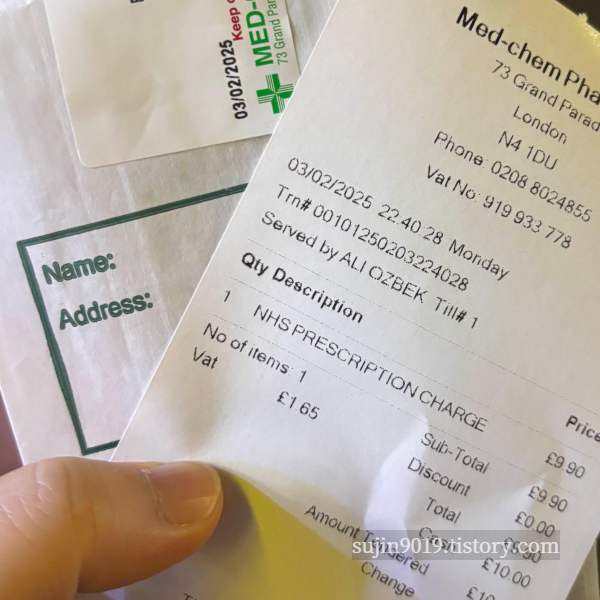 03/02/2025
Keep
MED-
73 Grand Par
Name:
Address:
Med-chem Pha
73 Grand Parad
London
N4 1DU
Phone: 0208 8024855
Vat No: 919 933 778
03/02/2025 22:40:28 Monday
Trn# 00101250203224028
Served by ALI OZBEK Till# 1
Qty Description
Price
1 NHS PRESCRIPTION CHARGE
£9.90
No of items: 1
Sub-Total £9.90
Vat £1.65
Discount £0.00
Total
£10.00
Amount Tendered £10
Change
sujin9019.tistory.com